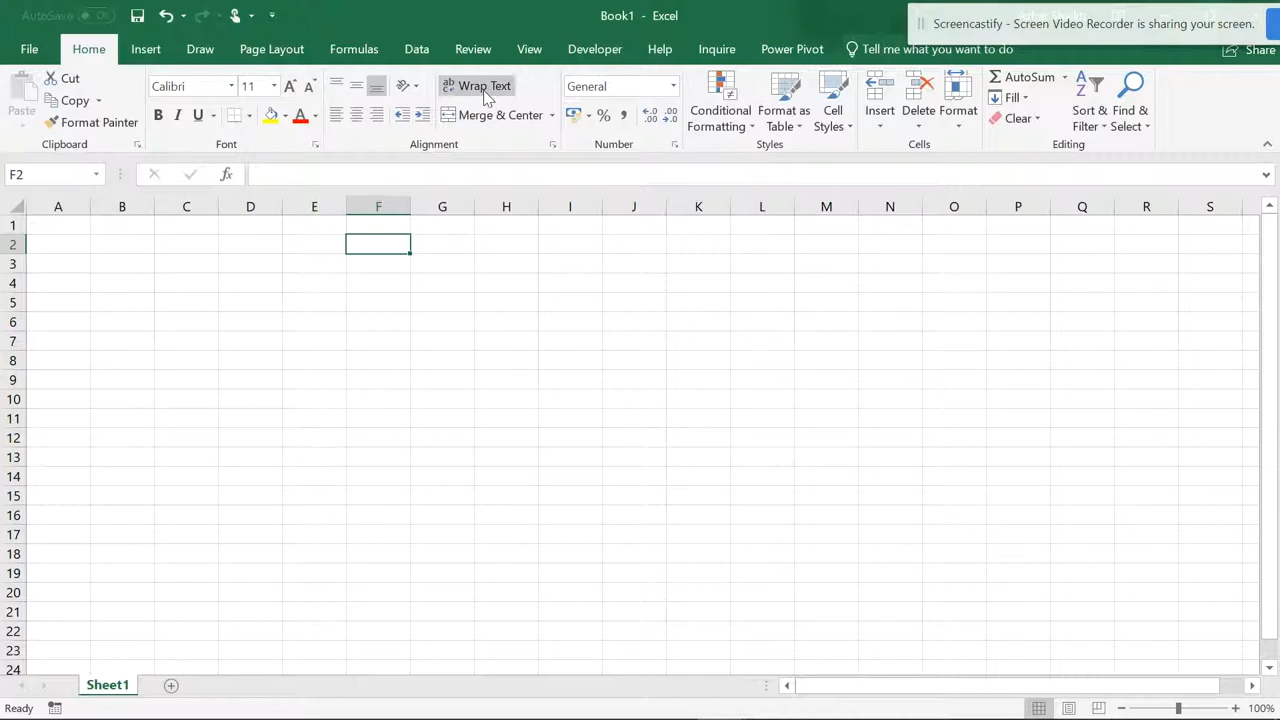 AutoSave Off
Book1 - Excel
Screencastify - Screen Video Recorder is sharing your screen.
File Home Insert Draw Page Layout Formulas Data Review View Developer Help Inquire Power Pivot Tell me what you want to do Share
Paste
Cut
Copy
Format Painter
Clipboard
Calibri 11
B I U
Font
Wrap Text
Merge & Center
Alignment
General
Number
Conditional
Formatting
Format as
Table
Cell
Styles
Styles
Insert Delete Format
Cells
AutoSum
Fill
Clear
Sort &
Filter
Find &
Select
Editing
F2
fx
A B C D E F G H I J K L M N O P Q R S
1
2
3
4
5
6
7
8
9
10
11
12
13
14
15
16
17
18
19
20
21
22
23
24
Sheet1
Ready
100%